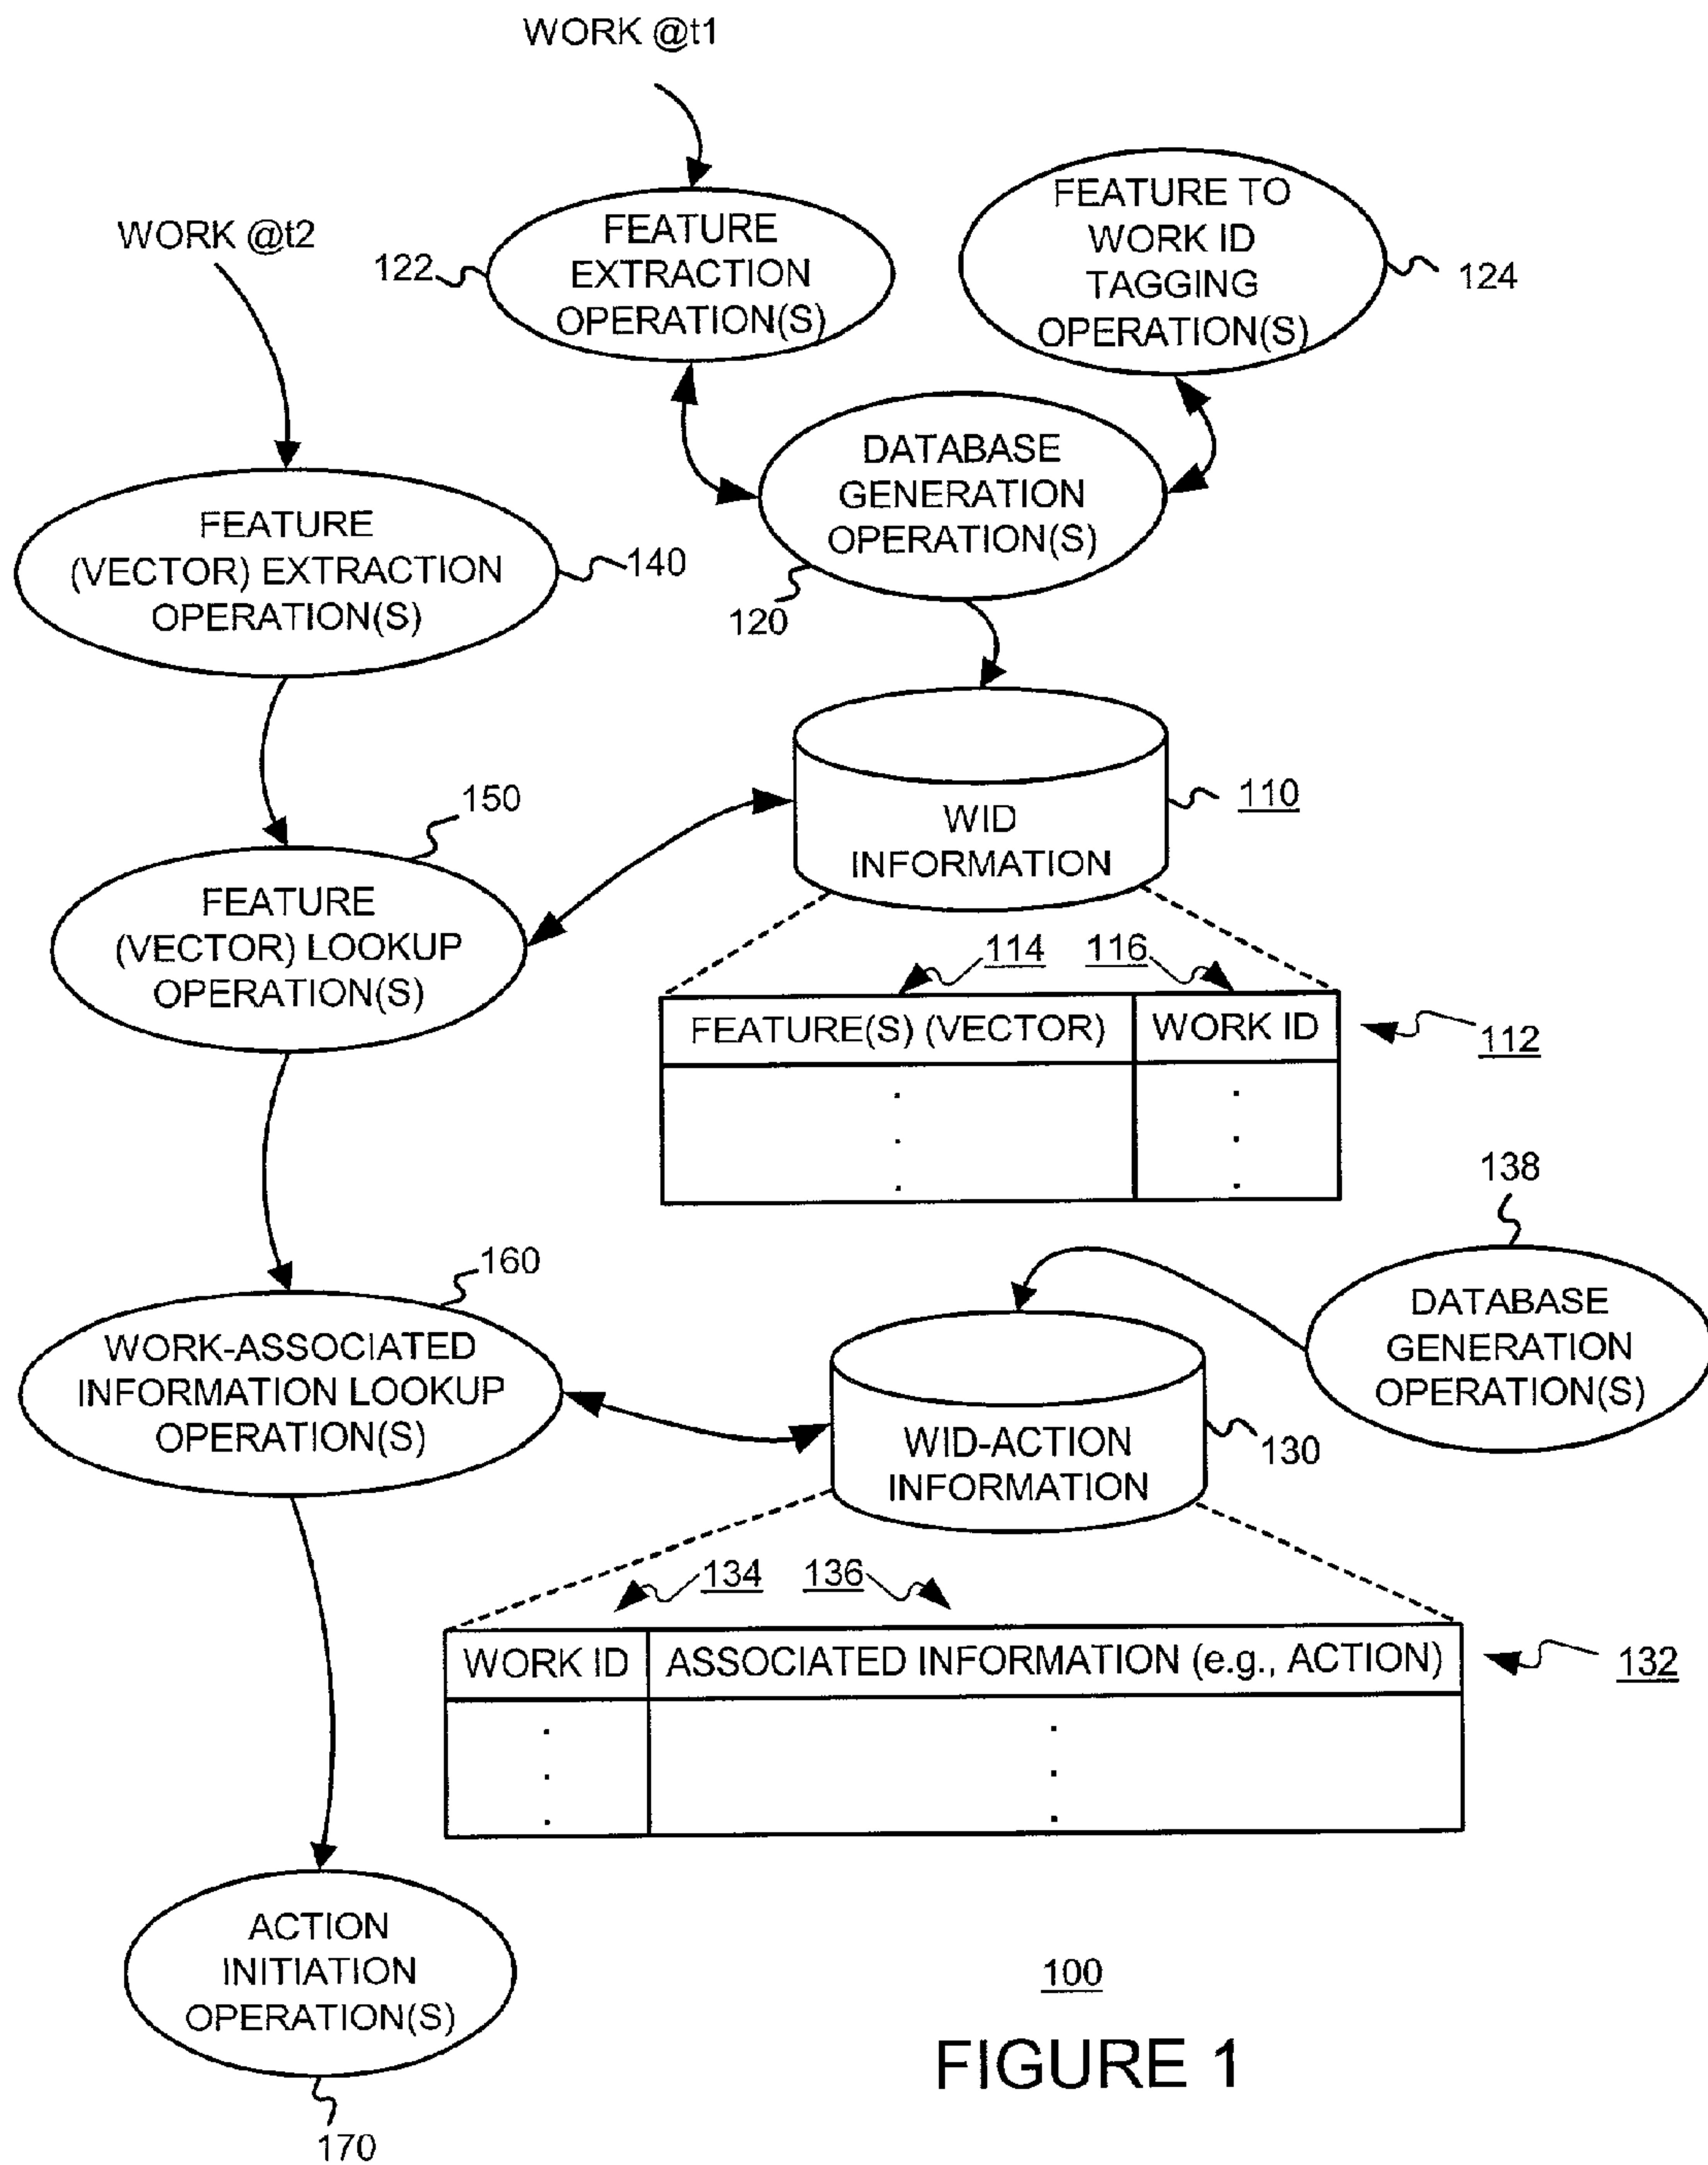 WORK @t1
WORK @t2
FEATURE
EXTRACTION
OPERATION(S)
122
FEATURE TO
WORK ID
TAGGING
OPERATION(S)
124
DATABASE
GENERATION
OPERATION(S)
120
FEATURE
(VECTOR) EXTRACTION
OPERATION(S)
140
WID
INFORMATION
110
150
FEATURE
(VECTOR) LOOKUP
OPERATION(S)
114
116
FEATURE(S) (VECTOR)
WORK ID
112
.
.
.
.
.
.
138
DATABASE
GENERATION
OPERATION(S)
160
WORK-ASSOCIATED
INFORMATION LOOKUP
OPERATION(S)
WID-ACTION
INFORMATION
130
134
136
WORK ID
ASSOCIATED INFORMATION (e.g., ACTION)
132
.
.
.
.
.
.
ACTION
INITIATION
OPERATION(S)
170
100
FIGURE 1